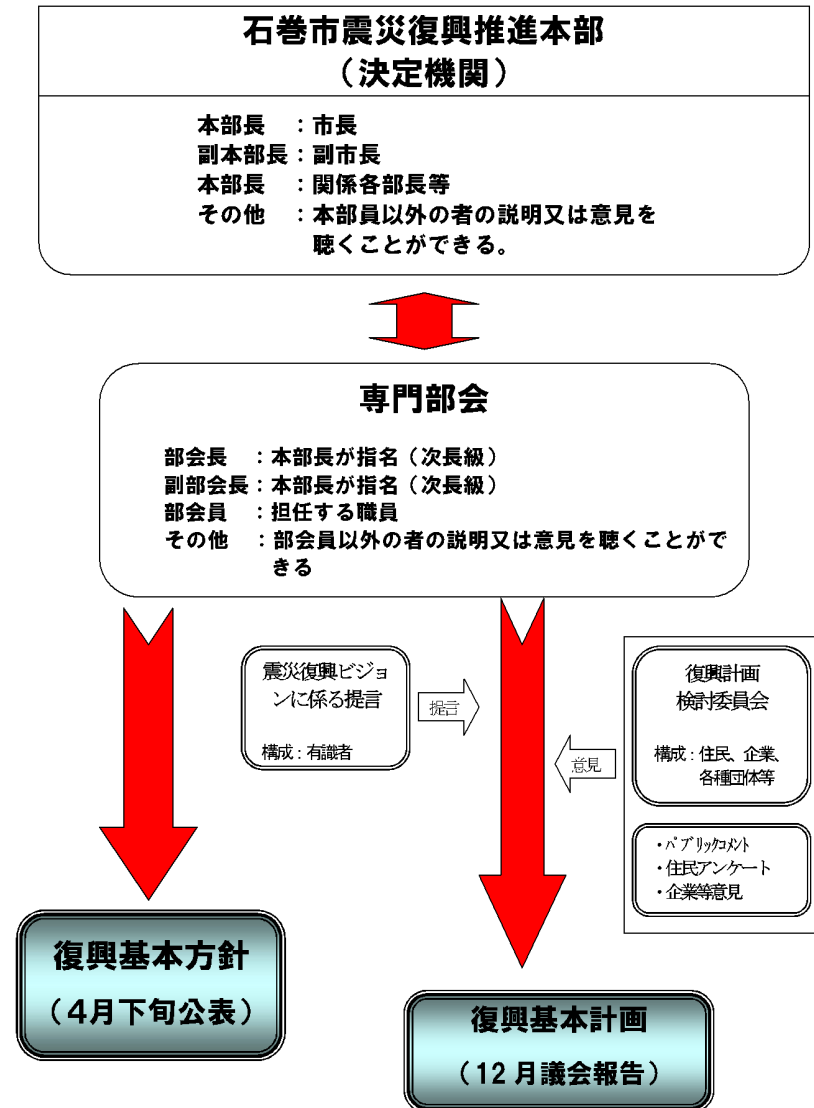 石巻市震災復興推進本部
（決定機関）
本部長　：市長
副本部長：副市長
本部長　：関係各部長等
その他　：本部員以外の者の説明又は意見を
聴くことができる。
専門部会
部会長　：本部長が指名（次長級）
副部会長：本部長が指名（次長級）
部会員　：担任する職員
その他　：部会員以外の者の説明又は意見を聴くことがで
きる
震災復興ビジョ
ンに係る提言
構成：有識者
提言
復興計画
検討委員会
構成：住民、企業、
各種団体等
意見
・パブリックコメント
・住民アンケート
・企業等意見
復興基本方針
（4月下旬公表）
復興基本計画
（12月議会報告）